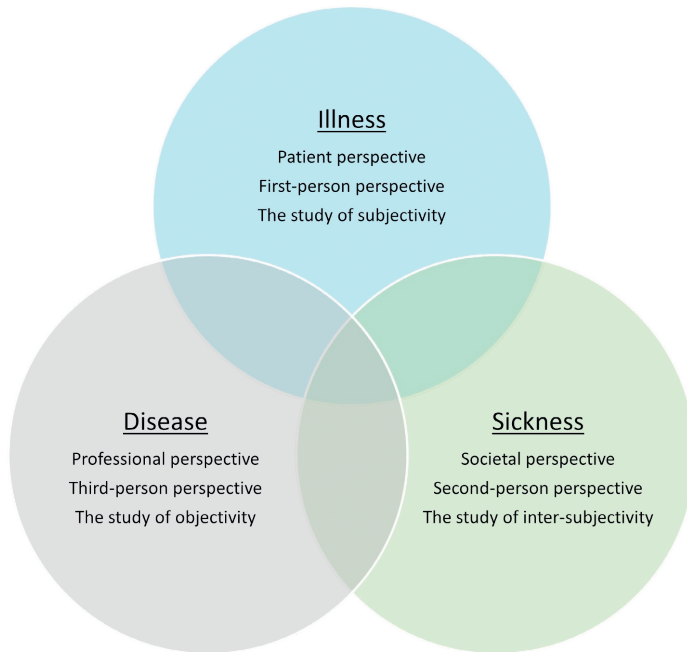 Illness
Patient perspective
First-person perspective
The study of subjectivity
Disease
Professional perspective
Third-person perspective
The study of objectivity
Sickness
Societal perspective
Second-person perspective
The study of inter-subjectivity